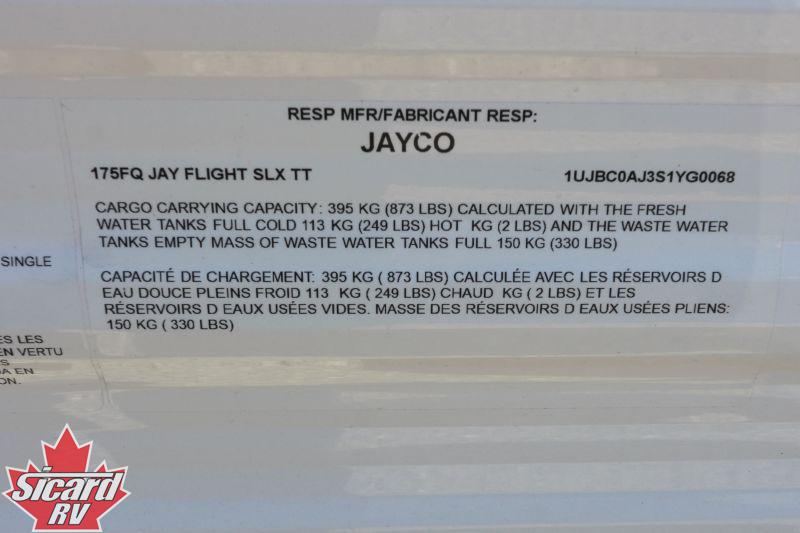 RESP MFR/FABRICANT RESP:
JAYCO
175FQ JAY FLIGHT SLX TT 1UJBC0AJ3S1YG0068
CARGO CARRYING CAPACITY: 395 KG (873 LBS) CALCULATED WITH THE FRESH
WATER TANKS FULL COLD 113 KG (249 LBS) HOT KG (2 LBS) AND THE WASTE WATER
TANKS EMPTY MASS OF WASTE WATER TANKS FULL 150 KG (330 LBS)
CAPACITÉ DE CHARGEMENT: 395 KG ( 873 LBS) CALCULÉE AVEC LES RÉSERVOIRS D
EAU DOUCE PLEINS FROID 113 KG ( 249 LBS) CHAUD KG ( 2 LBS) ET LES
RÉSERVOIRS D EAUX USÉES VIDES. MASSE DES RÉSERVOIRS D EAUX USÉES PLIENS:
150 KG ( 330 LBS)
SINGLE
ES LES
EN VERTU
S
A EN
ON.
Sicard
RV